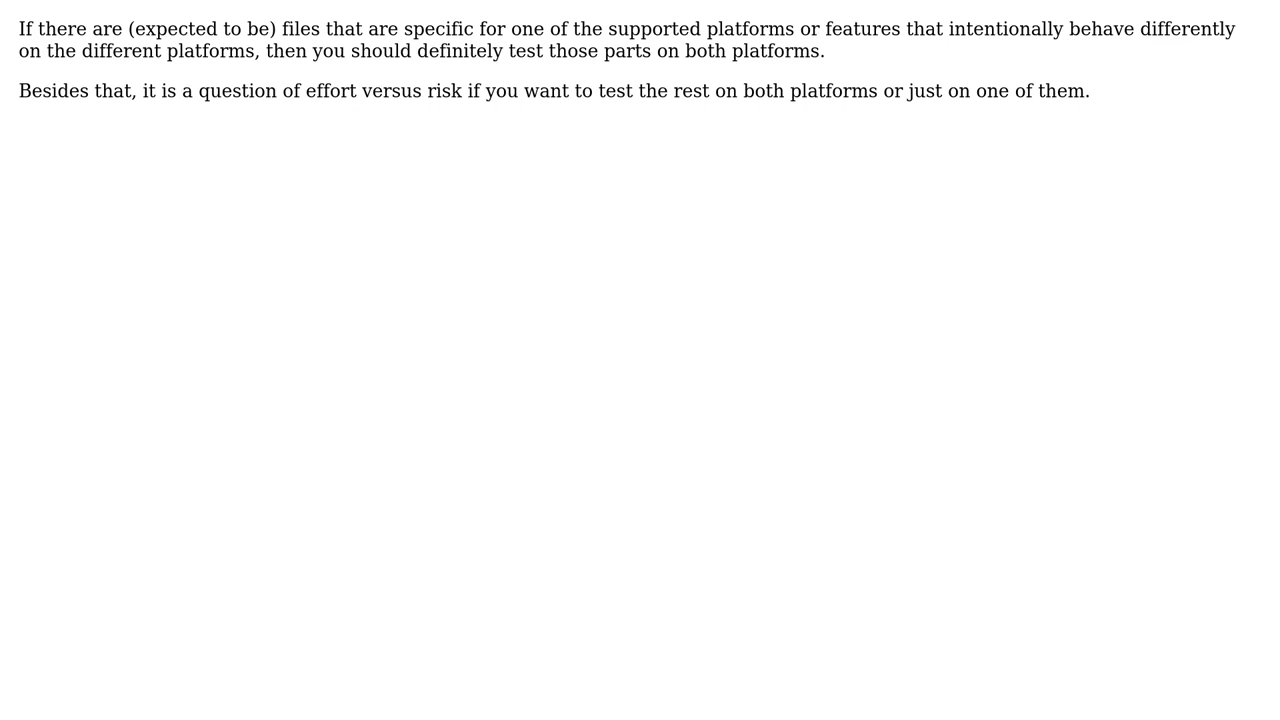 If there are (expected to be) files that are specific for one of the supported platforms or features that intentionally behave differently
on the different platforms, then you should definitely test those parts on both platforms.
Besides that, it is a question of effort versus risk if you want to test the rest on both platforms or just on one of them.